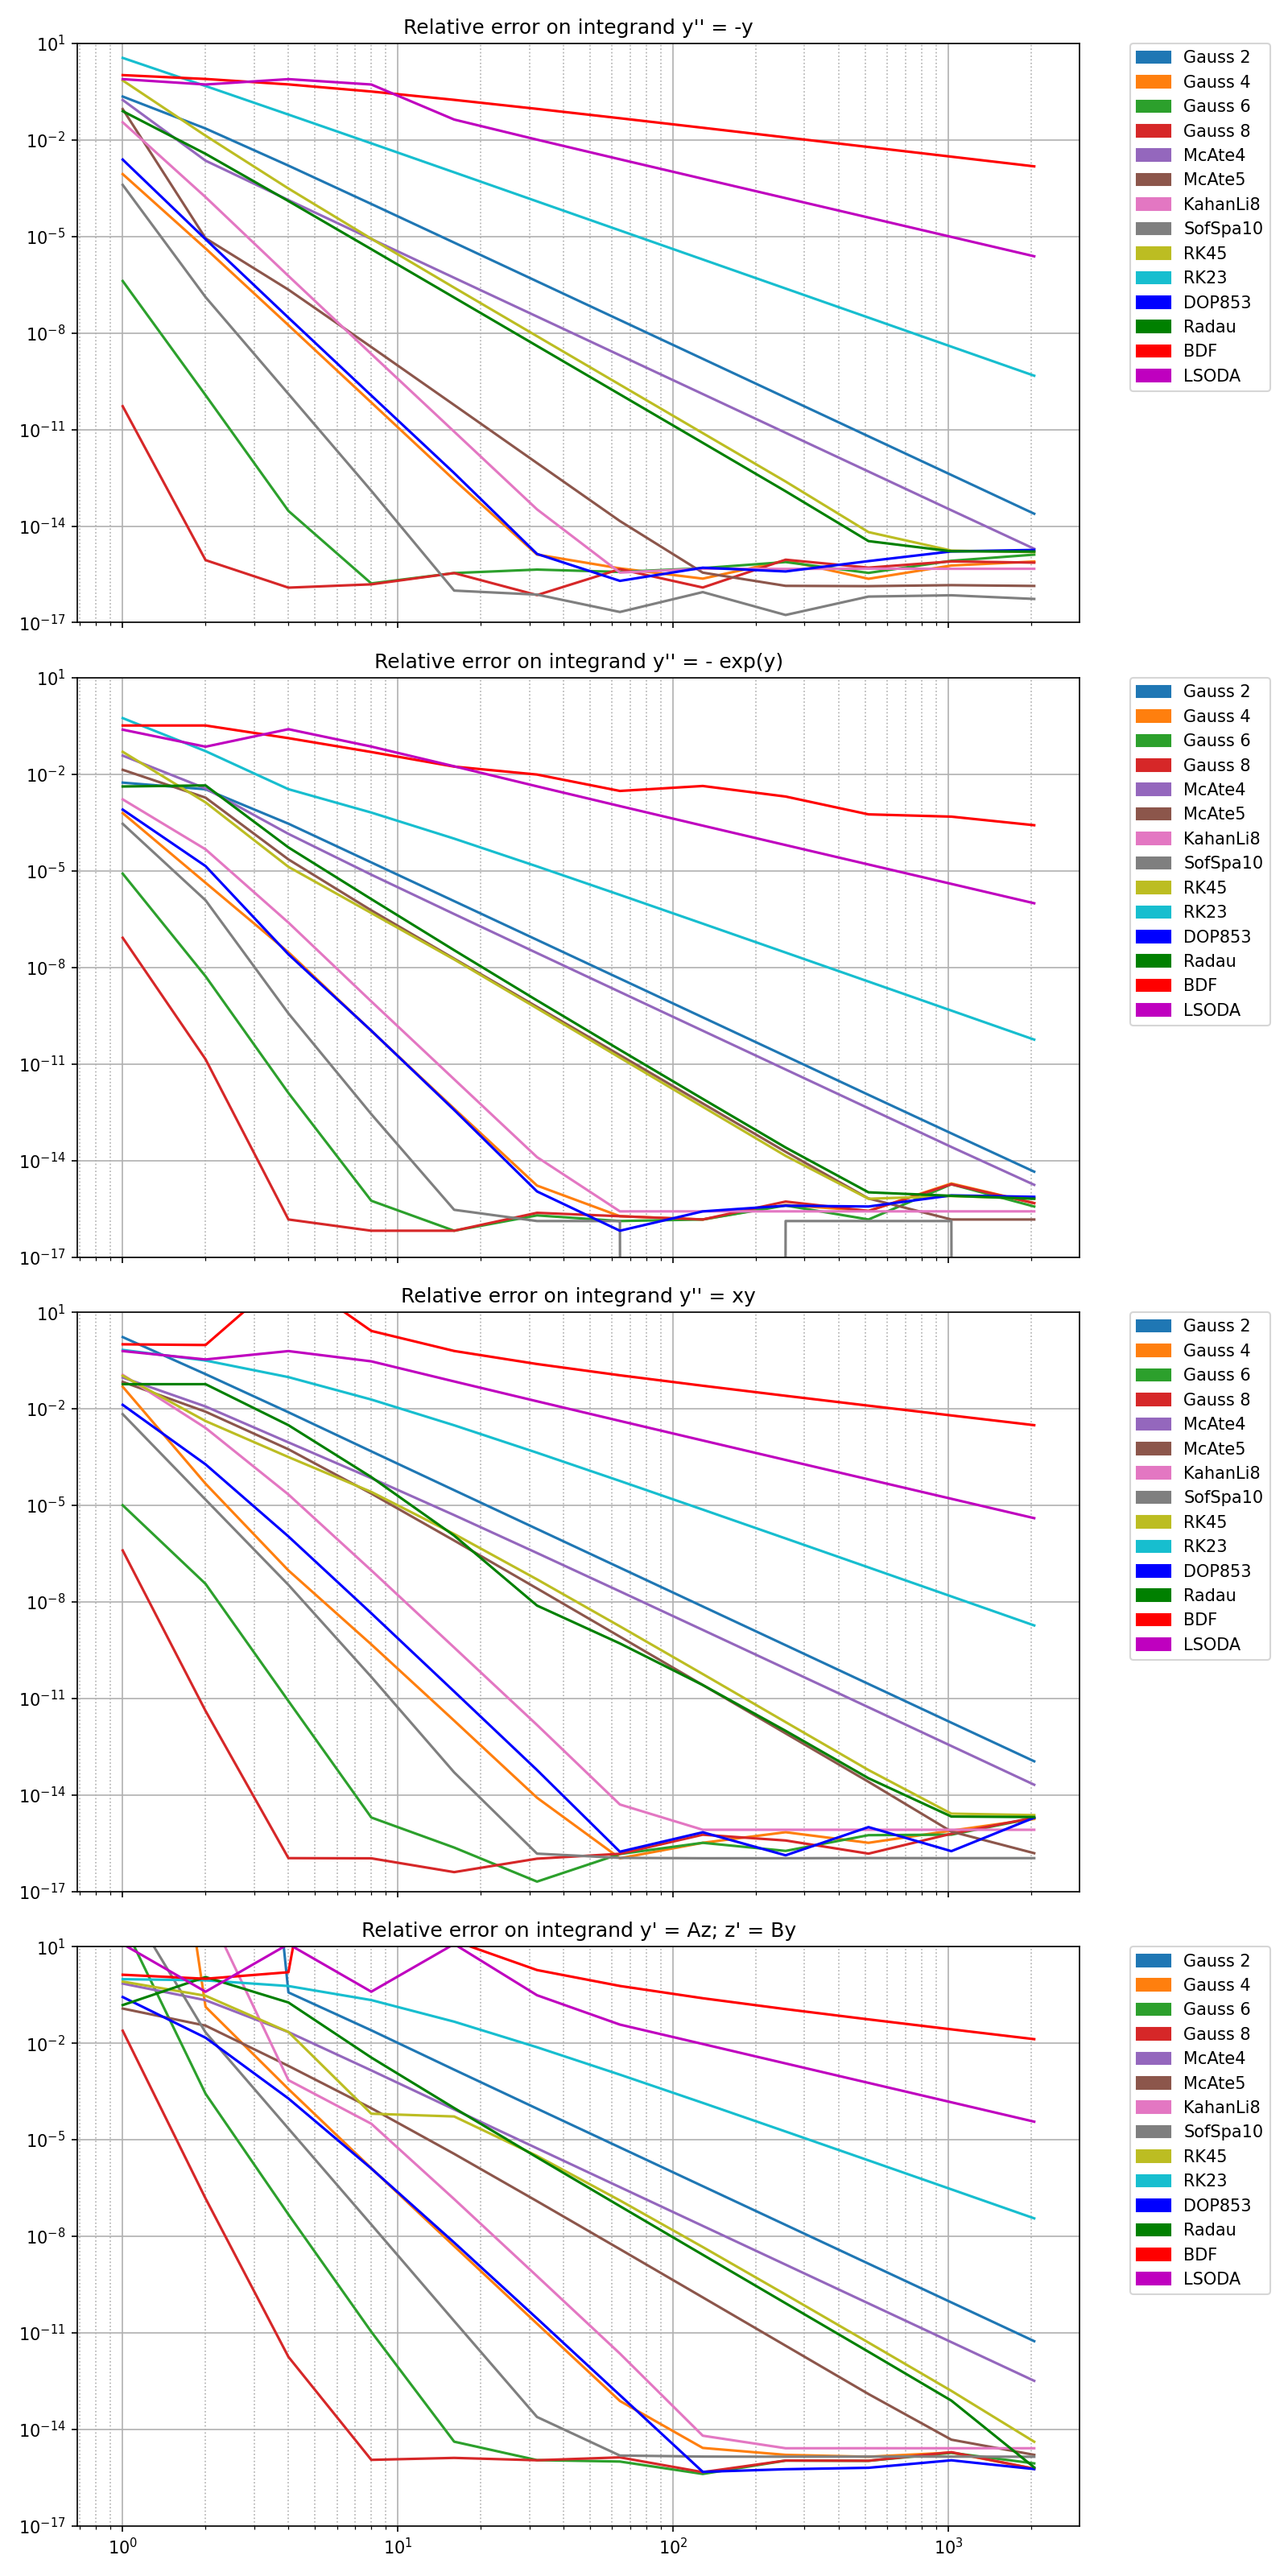 Relative error on integrand y'' = -y
10^1
10^-2
10^-5
10^-8
10^-11
10^-14
10^-17
Gauss 2
Gauss 4
Gauss 6
Gauss 8
McAte4
McAte5
KahanLi8
SofSpa10
RK45
RK23
DOP853
Radau
BDF
LSODA
Relative error on integrand y'' = - exp(y)
10^1
10^-2
10^-5
10^-8
10^-11
10^-14
10^-17
Gauss 2
Gauss 4
Gauss 6
Gauss 8
McAte4
McAte5
KahanLi8
SofSpa10
RK45
RK23
DOP853
Radau
BDF
LSODA
Relative error on integrand y'' = xy
10^1
10^-2
10^-5
10^-8
10^-11
10^-14
10^-17
Gauss 2
Gauss 4
Gauss 6
Gauss 8
McAte4
McAte5
KahanLi8
SofSpa10
RK45
RK23
DOP853
Radau
BDF
LSODA
Relative error on integrand y' = Az; z' = By
10^1
10^-2
10^-5
10^-8
10^-11
10^-14
10^-17
Gauss 2
Gauss 4
Gauss 6
Gauss 8
McAte4
McAte5
KahanLi8
SofSpa10
RK45
RK23
DOP853
Radau
BDF
LSODA
10^0 10^1 10^2 10^3